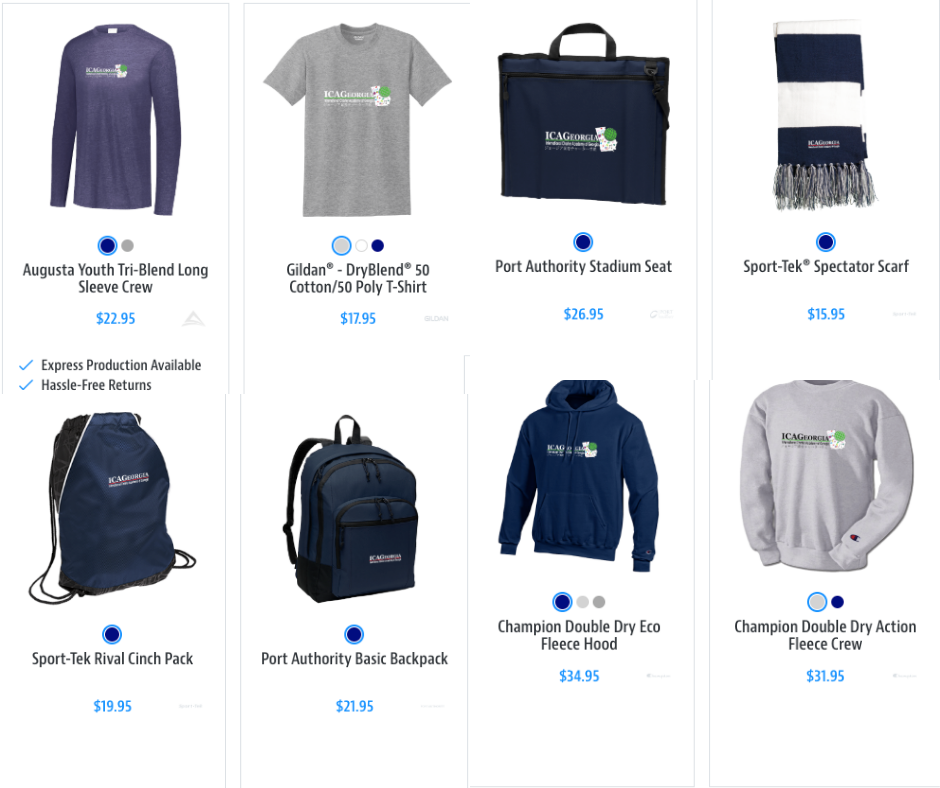 ICAGEORGIA
ICAGEORGIA
ICAGEORGIA
ICAGEORGIA
Augusta Youth Tri-Blend Long
Sleeve Crew
$22.95
Gildan® - DryBlend® 50
Cotton/50 Poly T-Shirt
$17.95
GILDAN
Port Authority Stadium Seat
$26.95
Sport-Tek® Spectator Scarf
$15.95
Express Production Available
Hassle-Free Returns
ICAGEORGIA
ICAGEORGIA
ICAGEORGIA
ICAGEORGIA
Sport-Tek Rival Cinch Pack
$19.95
Port Authority Basic Backpack
$21.95
Champion Double Dry Eco
Fleece Hood
$34.95
Champion Double Dry Action
Fleece Crew
$31.95